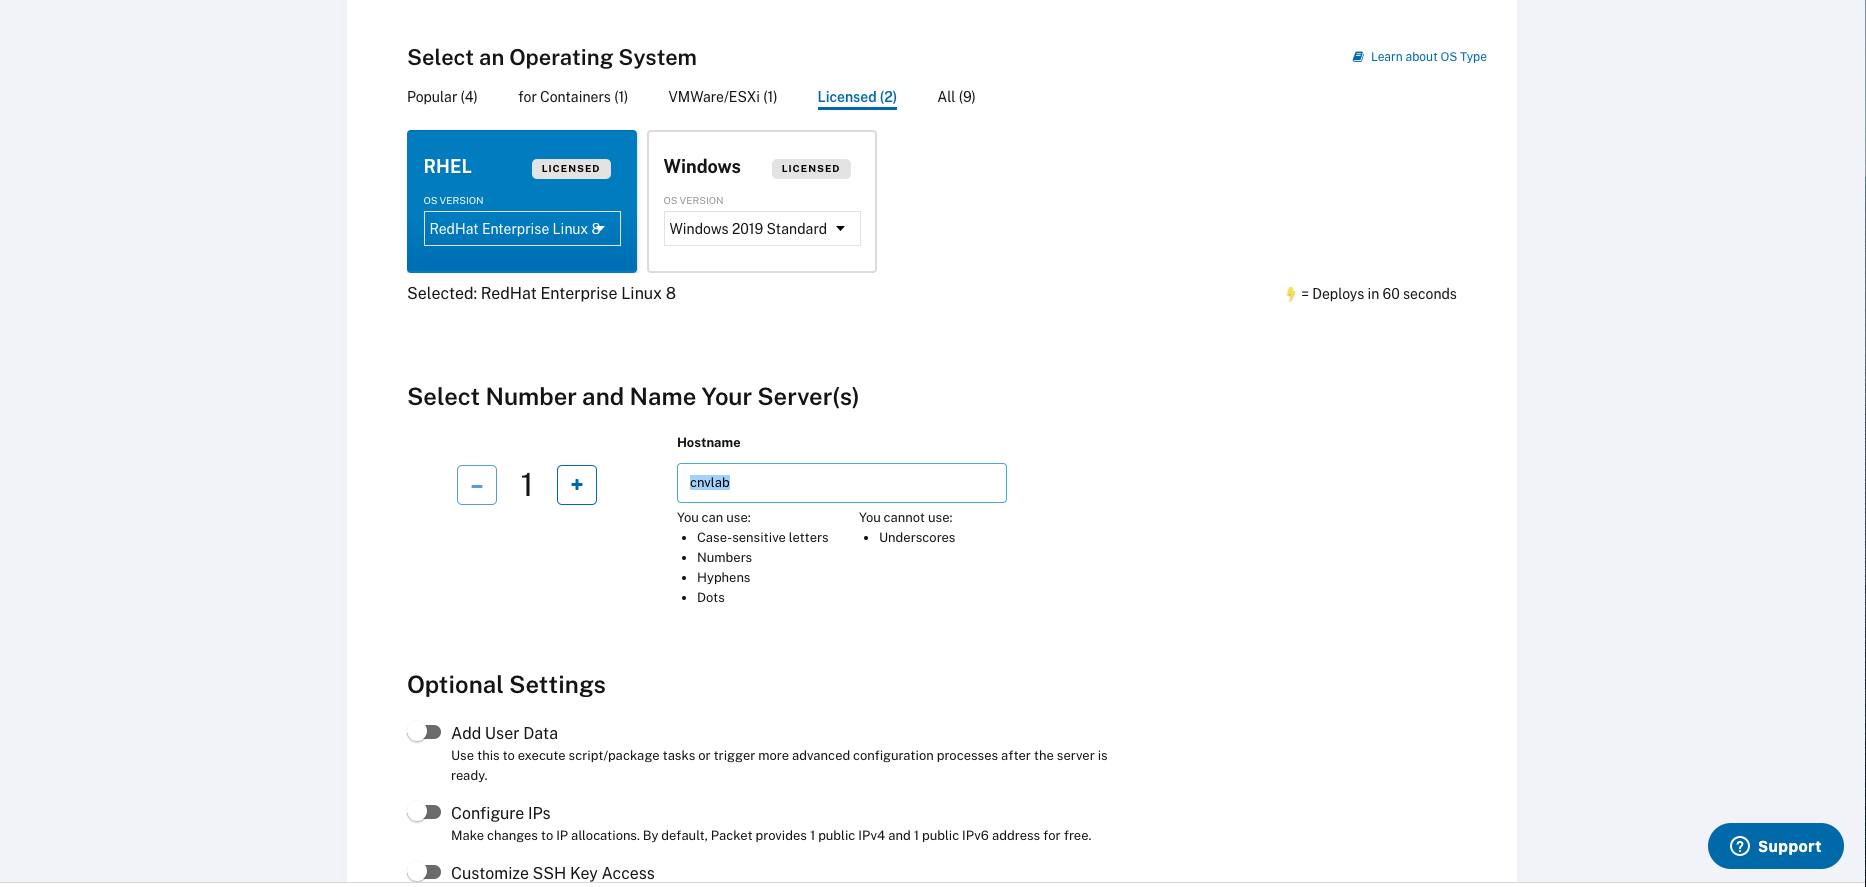 Select an Operating System
Learn about OS Type
Popular (4) for Containers (1) VMWare/ESXi (1) Licensed (2) All (9)
RHEL LICENSED
OS VERSION
RedHat Enterprise Linux 8
Windows LICENSED
OS VERSION
Windows 2019 Standard
Selected: RedHat Enterprise Linux 8
= Deploys in 60 seconds
Select Number and Name Your Server(s)
Hostname
– 1 +
cnvlab
You can use:
• Case-sensitive letters
• Numbers
• Hyphens
• Dots
You cannot use:
• Underscores
Optional Settings
Add User Data
Use this to execute script/package tasks or trigger more advanced configuration processes after the server is
ready.
Configure IPs
Make changes to IP allocations. By default, Packet provides 1 public IPv4 and 1 public IPv6 address for free.
Customize SSH Key Access
? Support